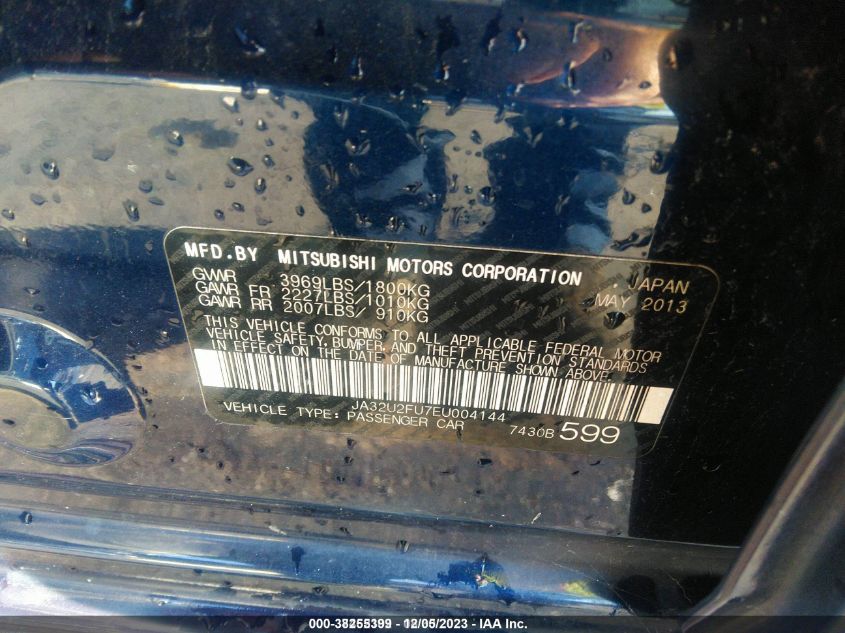 MFD.BY MITSUBISHI MOTORS CORPORATION , JAPAN
GVWR 3969LBS/1800KG MAY 2013
GAWR FR 2227LBS/1010KG
GAWR RR 2007LBS/ 910KG
THIS VEHICLE CONFORMS TO ALL APPLICABLE FEDERAL MOTOR
VEHICLE SAFETY, BUMPER, AND THEFT PREVENTION STANDARDS
IN EFFECT ON THE DATE OF MANUFACTURE SHOWN ABOVE.
JA32U2FU7EU004144
VEHICLE TYPE: PASSENGER CAR 7430B 599
000-38255399 - 12/06/2023 - IAA Inc.